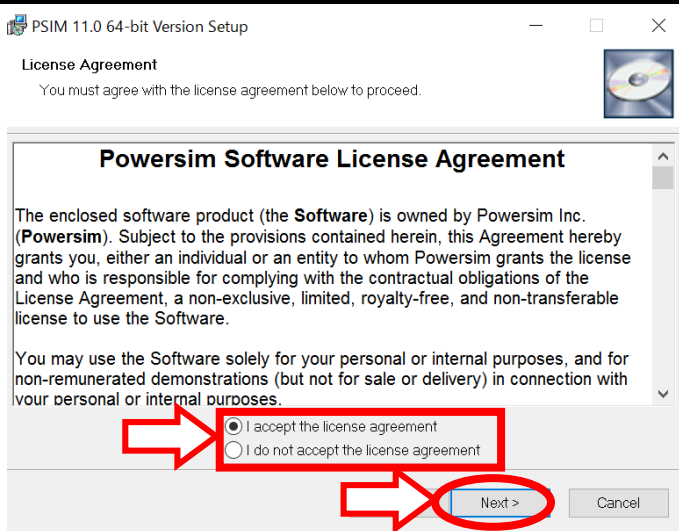 PSIM 11.0 64-bit Version Setup
License Agreement
You must agree with the license agreement below to proceed.
Powersim Software License Agreement
The enclosed software product (the Software) is owned by Powersim Inc.
(Powersim). Subject to the provisions contained herein, this Agreement hereby
grants you, either an individual or an entity to whom Powersim grants the license
and who is responsible for complying with the contractual obligations of the
License Agreement, a non-exclusive, limited, royalty-free, and non-transferable
license to use the Software.
You may use the Software solely for your personal or internal purposes, and for
non-remunerated demonstrations (but not for sale or delivery) in connection with
your personal or internal purposes.
I accept the license agreement
I do not accept the license agreement
Next >
Cancel